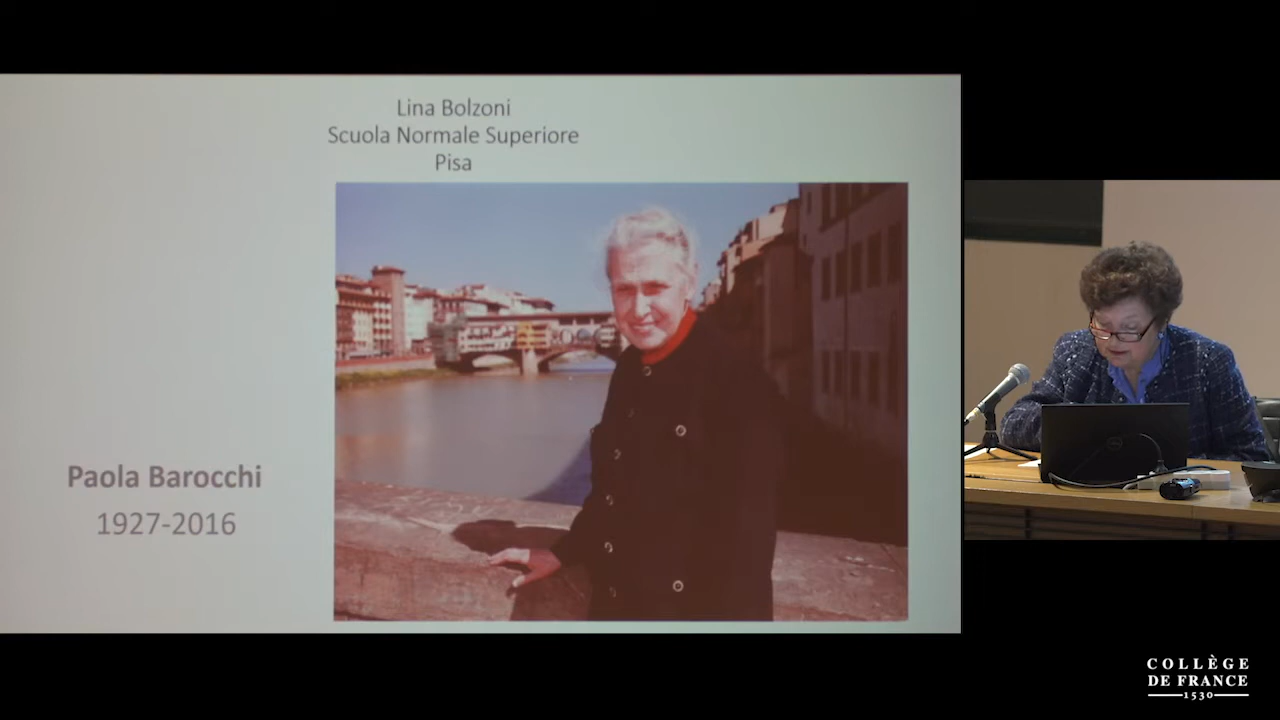 Lina Bolzoni
Scuola Normale Superiore
Pisa
Paola Barocchi
1927-2016
COLLÈGE
DE FRANCE
1530